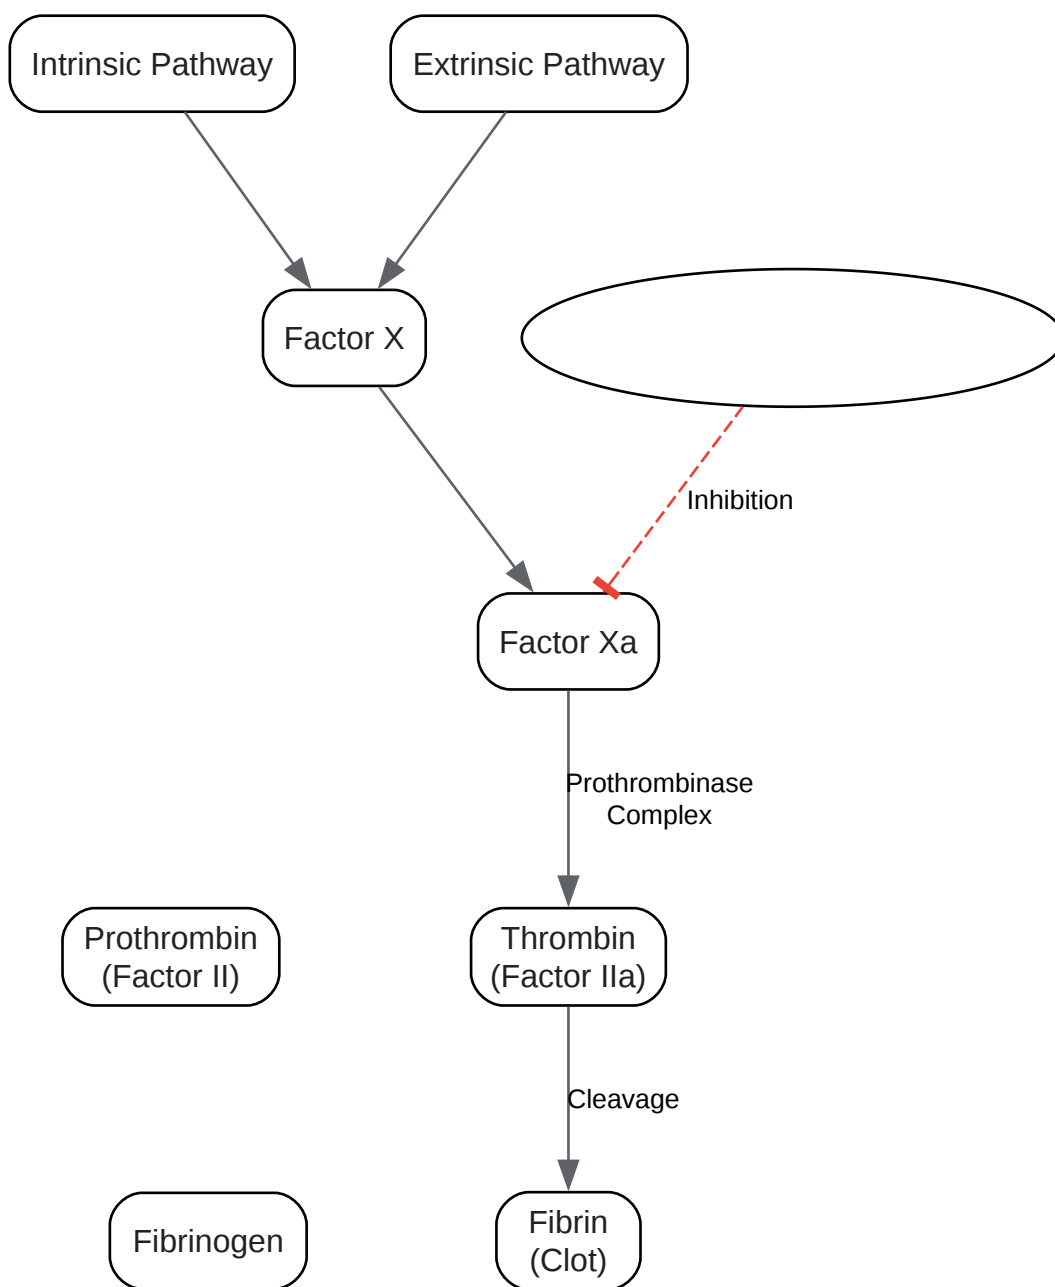 Intrinsic Pathway
Extrinsic Pathway
Factor X
Inhibition
Factor Xa
Prothrombinase
Complex
Prothrombin
(Factor II)
Thrombin
(Factor IIa)
Cleavage
Fibrinogen
Fibrin
(Clot)